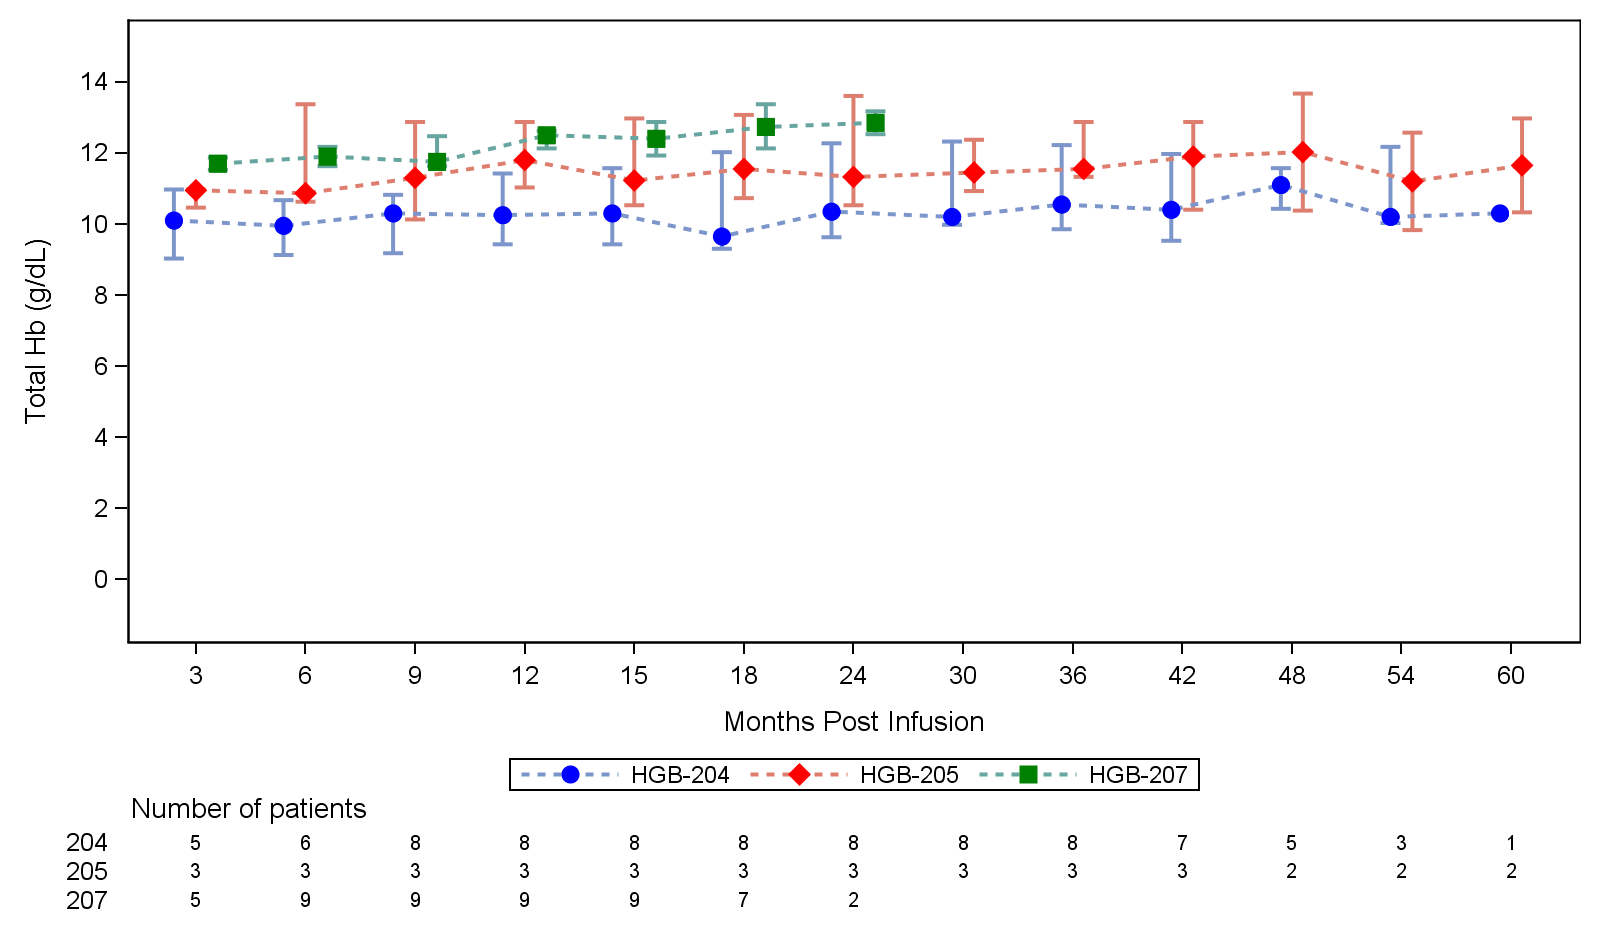 Total Hb (g/dL)
14
12
10
8
6
4
2
0
3 6 9 12 15 18 24 30 36 42 48 54 60
Months Post Infusion
HGB-204 HGB-205 HGB-207
Number of patients
204 5 6 8 8 8 8 8 8 8 7 5 3 1
205 3 3 3 3 3 3 3 3 3 3 2 2 2
207 5 9 9 9 9 7 2